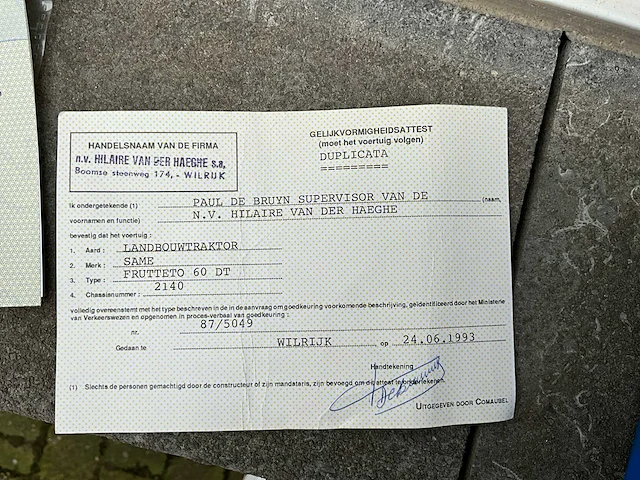 HANDELSNAAM VAN DE FIRMA
n.v. HILAIRE VAN DER HAEGHE s.a,
Boomse steenweg 174, - WILRIJK
GELIJKVORMIGHEIDSATTEST
(moet het voertuig volgen)
DUPLICATA
=========
Ik ondergetekende (1) PAUL DE BRUYN SUPERVISOR VAN DE (naam,
voornamen en functie) N.V. HILAIRE VAN DER HAEGHE
bevestig dat het voertuig :
1. Aard : LANDBOUWTRAKTOR
2. Merk : SAME
3. Type : FRUTTETO 60 DT
4. Chassisnummer : 2140
volledig overeenstemt met het type beschreven in de in de aanvraag om goedkeuring voorkomende beschrijving, geïdentificeerd door het Ministerie
van Verkeerswezen en opgenomen in proces-verbaal van goedkeuring :
nr. 87/5049
Gedaan te WILRIJK op 24.06.1993
Handtekening
(1) Slechts de personen gemachtigd door de constructeur of zijn mandataris, zijn bevoegd om dit attest te ondertekenen.
UITGEGEVEN DOOR COMAUBEL